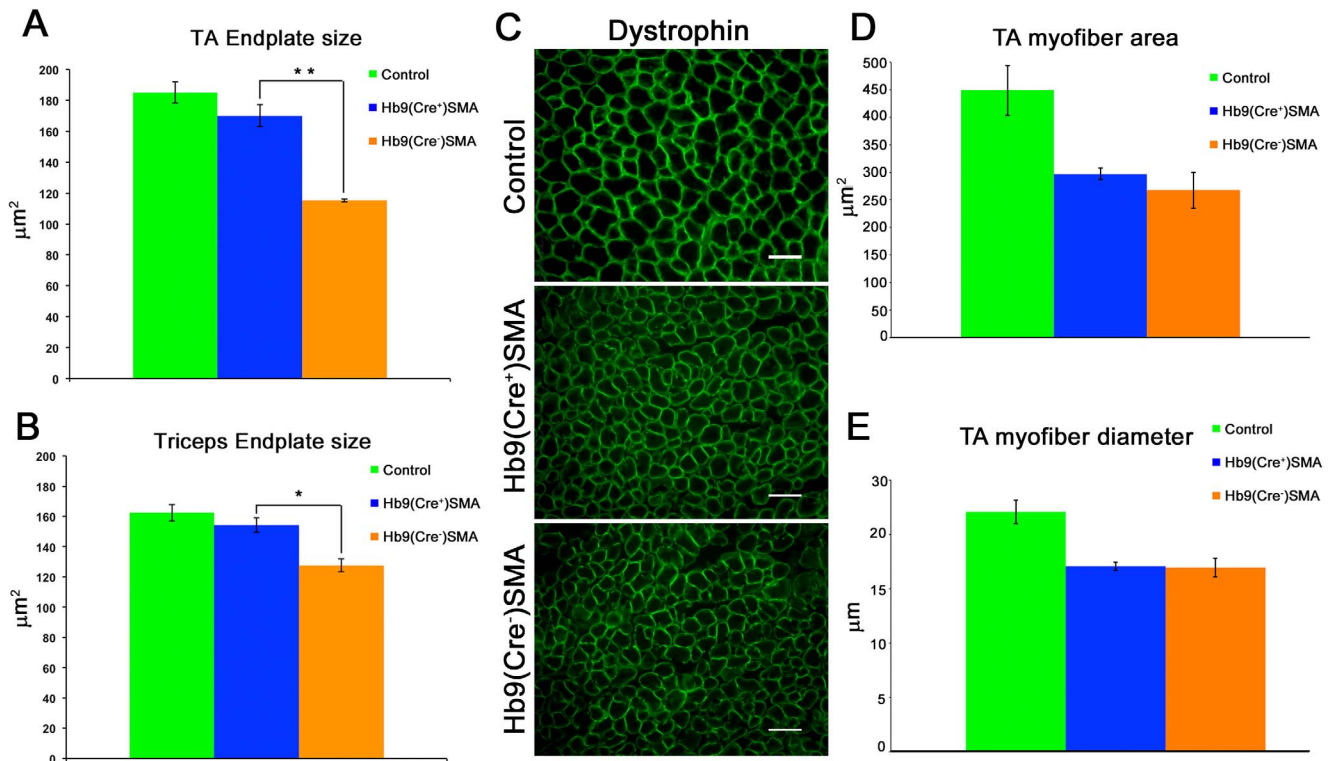 A
TA Endplate size
200
180
160
140
120
100
80
60
40
20
0
μm²
**
Control
Hb9(Cre⁺)SMA
Hb9(Cre⁻)SMA
B
Triceps Endplate size
200
180
160
140
120
100
80
60
40
20
0
μm²
*
Control
Hb9(Cre⁺)SMA
Hb9(Cre⁻)SMA
C
Dystrophin
Control
Hb9(Cre⁺)SMA
Hb9(Cre⁻)SMA
D
TA myofiber area
500
450
400
350
300
250
300
150
100
50
0
μm²
Control
Hb9(Cre⁺)SMA
Hb9(Cre⁻)SMA
E
TA myofiber diameter
30
20
15
20
5
0
μm
Control
Hb9(Cre⁺)SMA
Hb9(Cre⁻)SMA